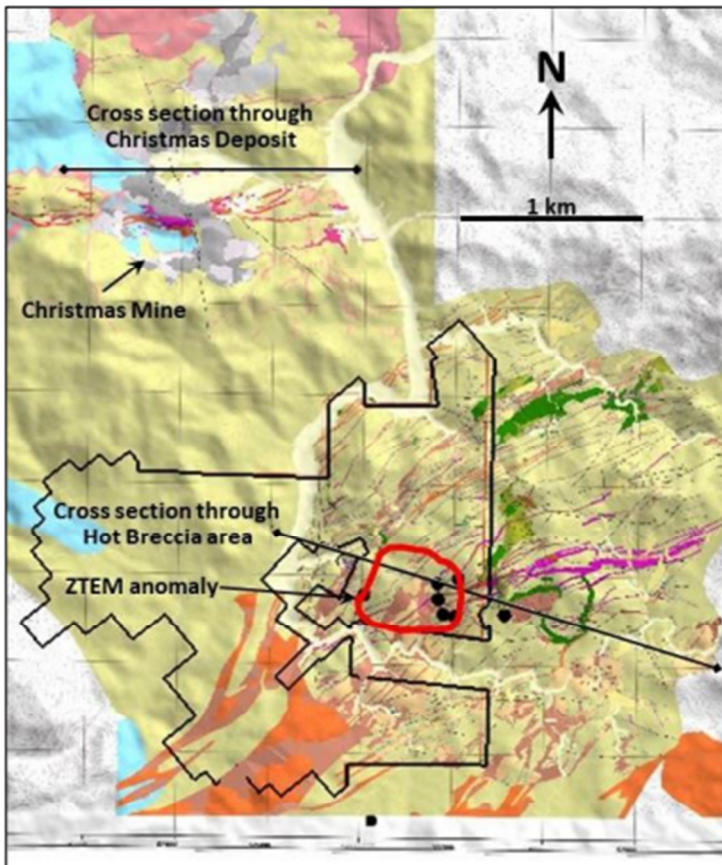 Cross section through
Christmas Deposit
N
1 km
Christmas Mine
Cross section through
Hot Breccia area
ZTEM anomaly